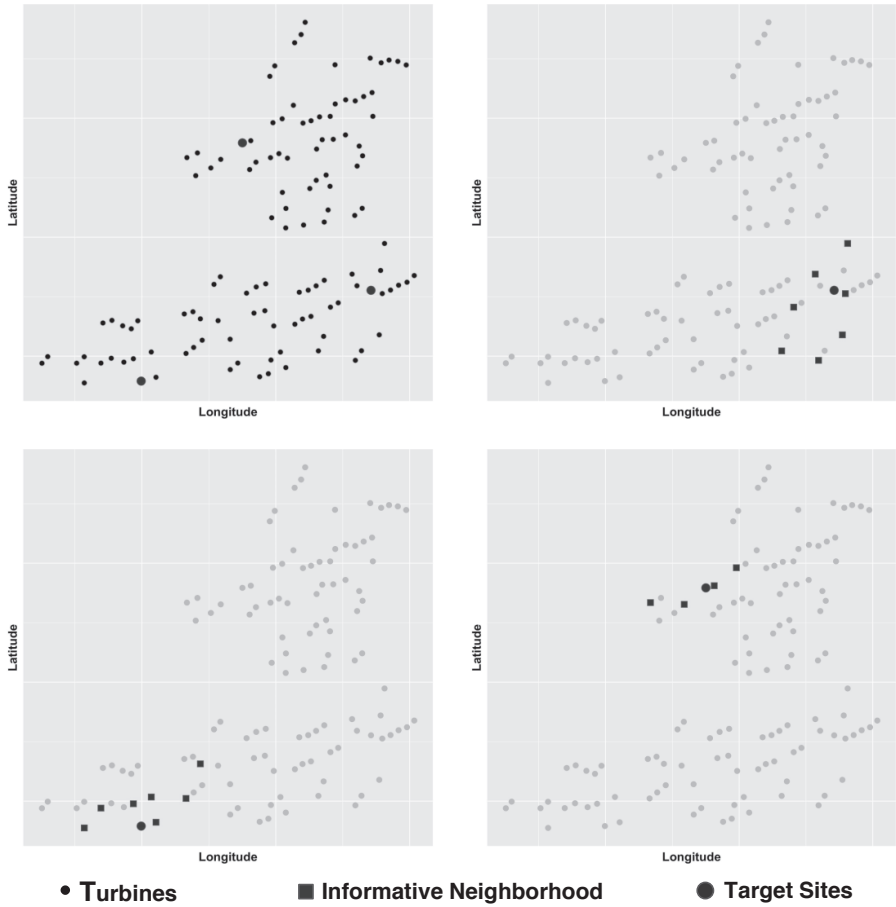 Latitude
Longitude
Latitude
Longitude
Latitude
Longitude
Latitude
Longitude
Turbines
Informative Neighborhood
Target Sites